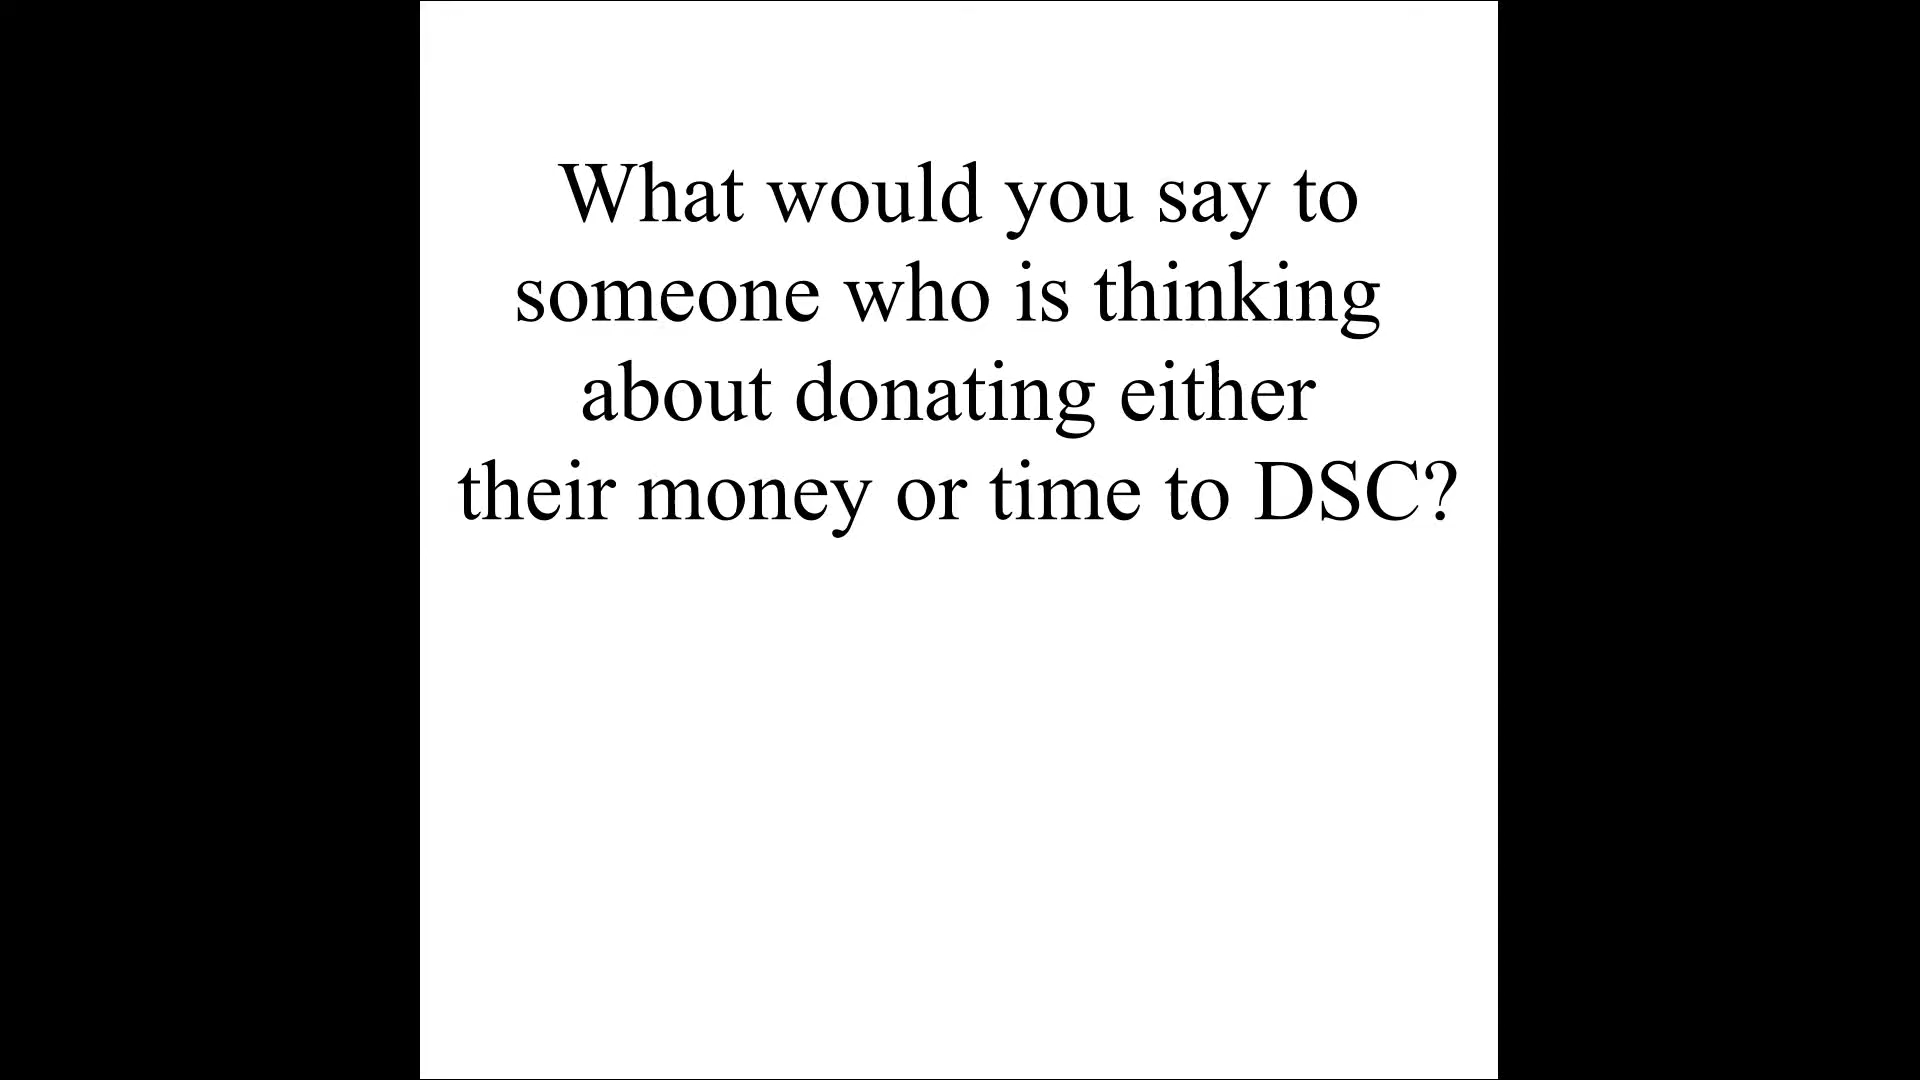 What would you say to
someone who is thinking
about donating either
their money or time to DSC?